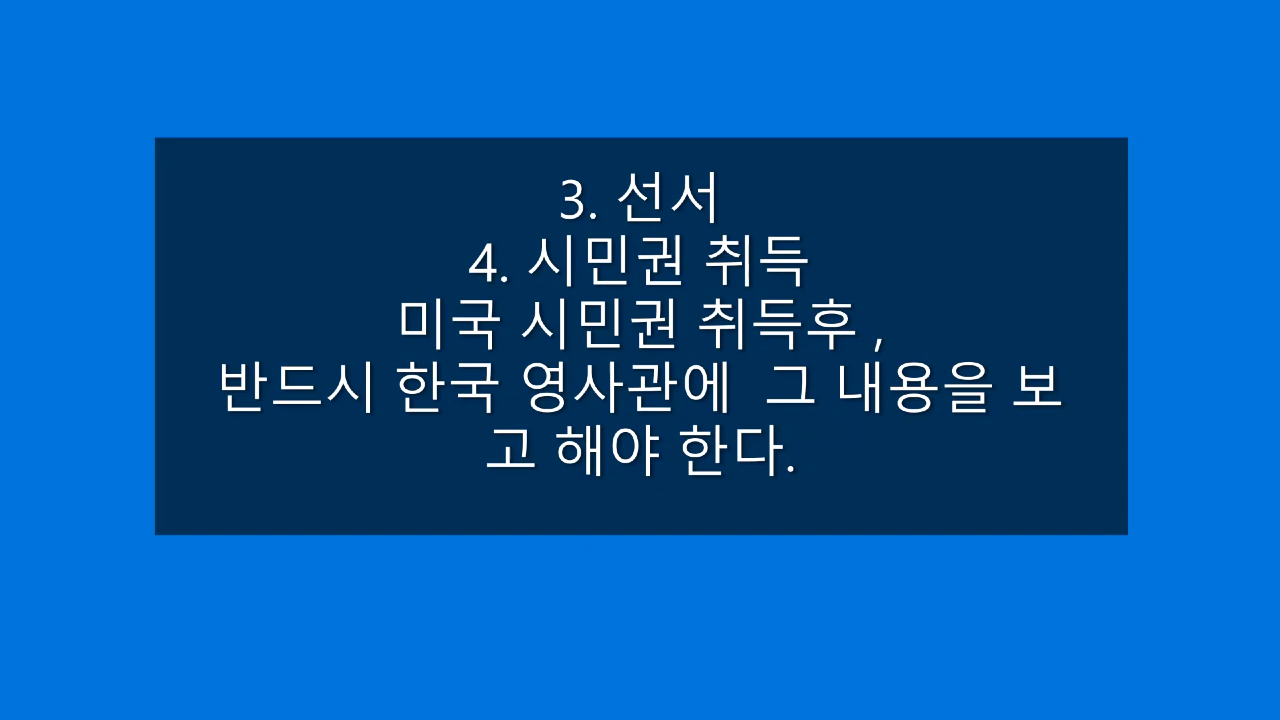 3. 선서
4. 시민권 취득
미국 시민권 취득후 ,
반드시 한국 영사관에  그 내용을 보
고 해야 한다.